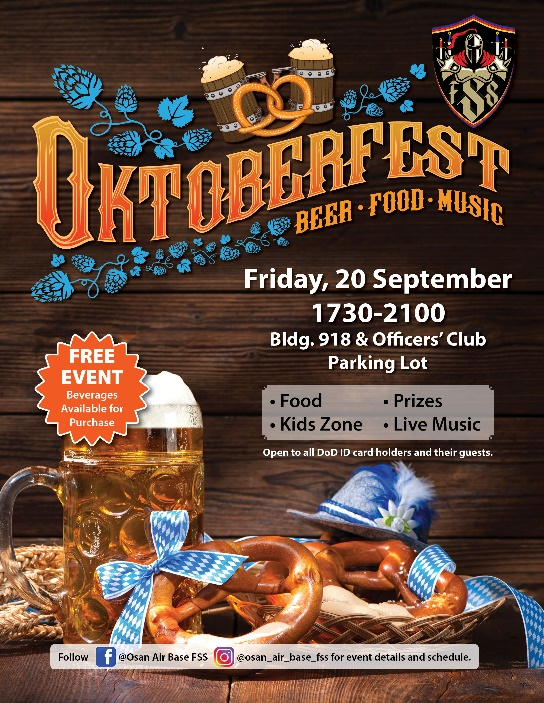 FSS
OKTOBERFEST
BEER • FOOD • MUSIC
Friday, 20 September
1730-2100
Bldg. 918 & Officers' Club
Parking Lot
FREE
EVENT
Beverages
Available for
Purchase
• Food
• Prizes
• Kids Zone
• Live Music
Open to all DoD ID card holders and their guests.
Follow @Osan Air Base FSS @osan_air_base_fss for event details and schedule.